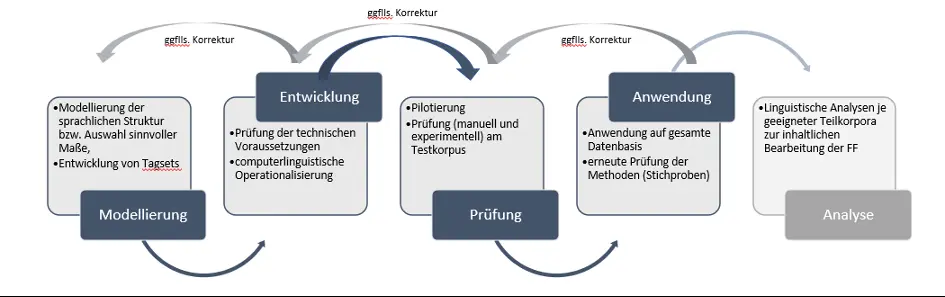 ggflls. Korrektur
ggflls. Korrektur
ggflls. Korrektur
•Modellierung der
sprachlichen Struktur
bzw. Auswahl sinnvoller
Maße,
•Entwicklung von Tagsets
Modellierung
Entwicklung
•Prüfung der technischen
Voraussetzungen
•computerlinguistische
Operationalisierung
•Pilotierung
•Prüfung (manuell und
experimentell) am
Testkorpus
Prüfung
Anwendung
•Anwendung auf gesamte
Datenbasis
•erneute Prüfung der
Methoden (Stichproben)
•Linguistische Analysen je
geeigneter Teilkorpora
zur inhaltlichen
Bearbeitung der FF
Analyse